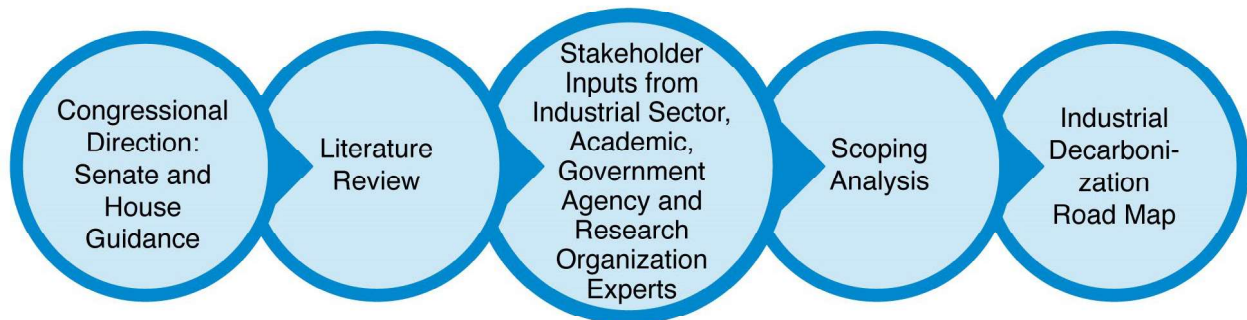 Congressional
Direction:
Senate and
House
Guidance
Literature
Review
Stakeholder
Inputs from
Industrial Sector,
Academic,
Government
Agency and
Research
Organization
Experts
Scoping
Analysis
Industrial
Decarboni-
zation
Road Map